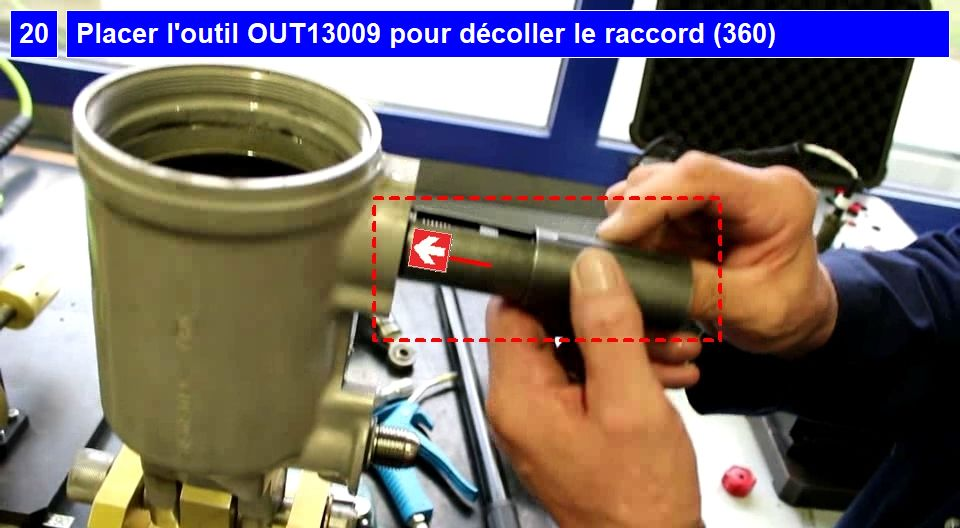 20 Placer l'outil OUT13009 pour décoller le raccord (360)